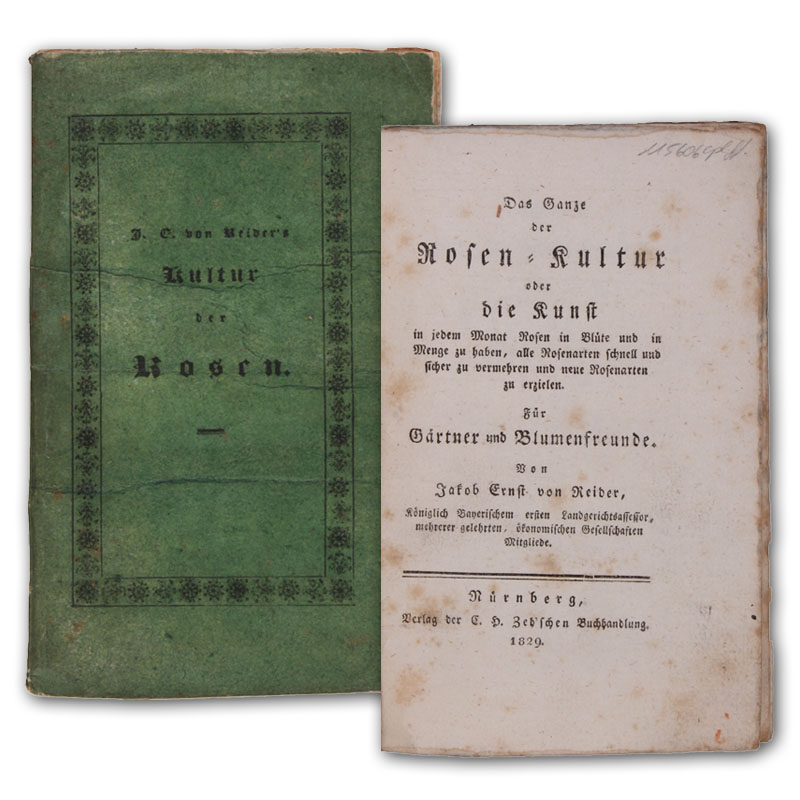 J. E. von Reider's
Kultur
der
Rosen.
Das Ganze
der
Rosen-Kultur
oder
die Kunst
in jedem Monat Rosen in Blüte und in
Menge zu haben, alle Rosenarten schnell und
sicher zu vermehren und neue Rosenarten
zu erzielen.
Für
Gärtner und Blumenfreunde.
Von
Jakob Ernst von Reider,
Königlich Bayerischem ersten Landgerichtsassessor,
mehrerer gelehrten, ökonomischen Gesellschaften
Mitgliede.
Nürnberg,
Verlag der C. H. Zeh'schen Buchhandlung.
1829.